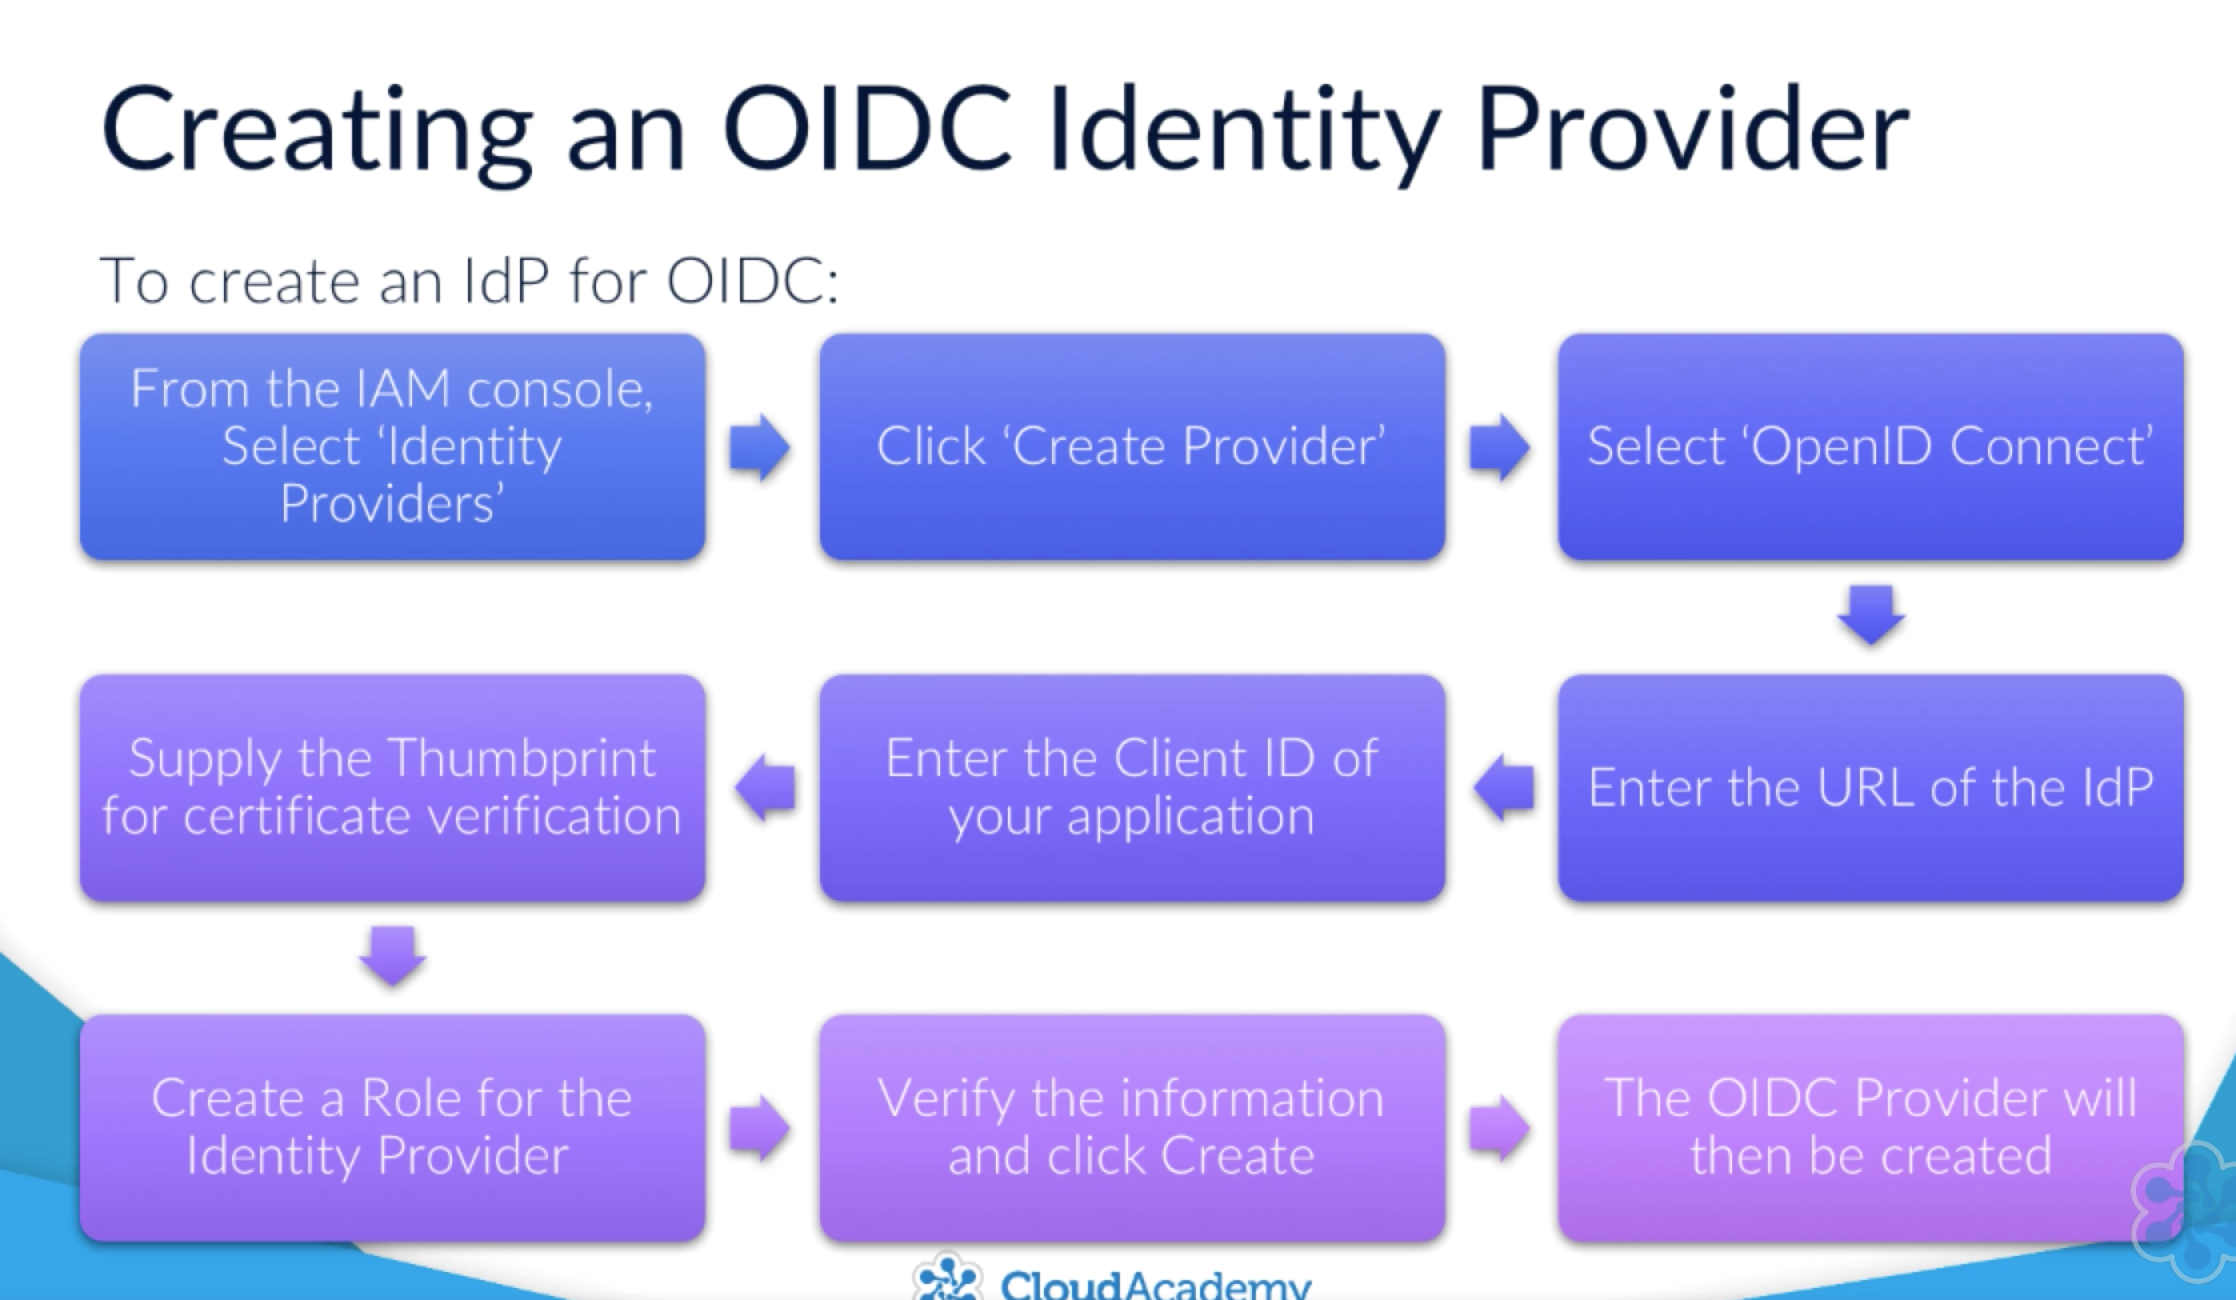 Creating an OIDC Identity Provider
To create an IdP for OIDC:
From the IAM console,
Select ‘Identity
Providers’
Click ‘Create Provider’
Select ‘OpenID Connect’
Enter the URL of the IdP
Enter the Client ID of
your application
Supply the Thumbprint
for certificate verification
Create a Role for the
Identity Provider
Verify the information
and click Create
The OIDC Provider will
then be created
CloudAcademy